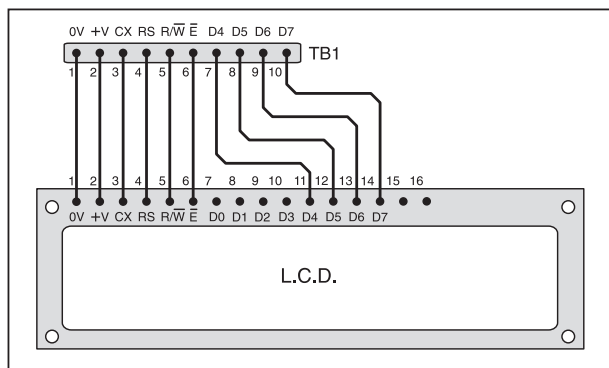 0V +V CX RS R/W̅ E̅ D4 D5 D6 D7
TB1
1 2 3 4 5 6 7 8 9 10
1 2 3 4 5 6 7 8 9 10 11 12 13 14 15 16
0V +V CX RS R/W̅ E̅ D0 D1 D2 D3 D4 D5 D6 D7
L.C.D.